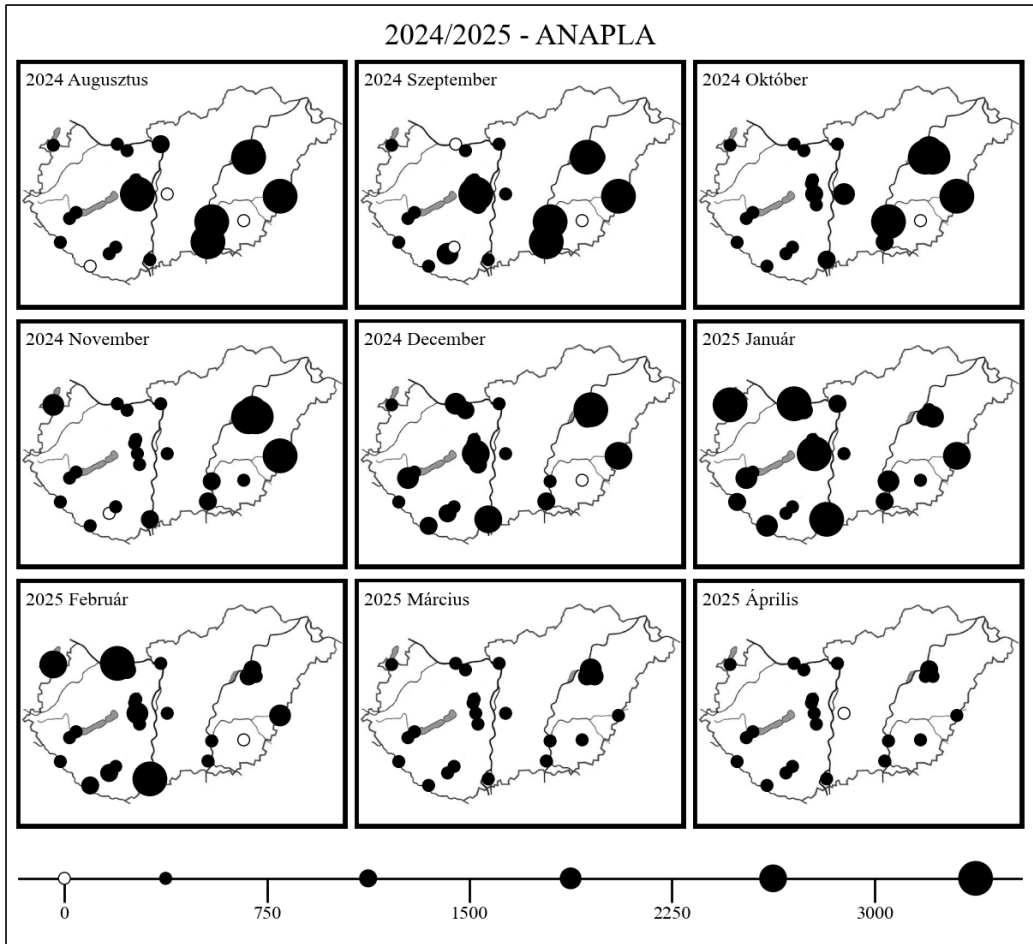 2024/2025 - ANAPLA
2024 Augusztus
2024 Szeptember
2024 Október
2024 November
2024 December
2025 Január
2025 Február
2025 Március
2025 Április
0 750 1500 2250 3000